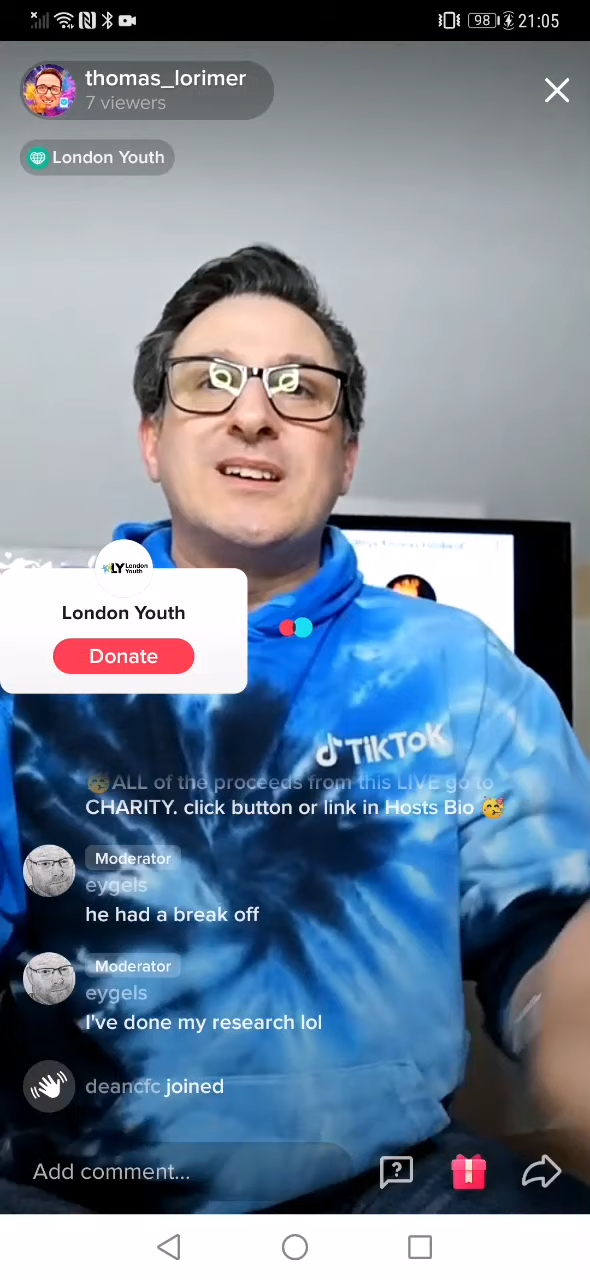 98
21:05
thomas_lorimer
7 viewers
London Youth
LY London
Youth
London Youth
Donate
TikTok
🥳ALL of the proceeds from this LIVE go to
CHARITY. click button or link in Hosts Bio 🥳
Moderator
eygels
he had a break off
Moderator
eygels
I've done my research lol
deancfc joined
Add comment...